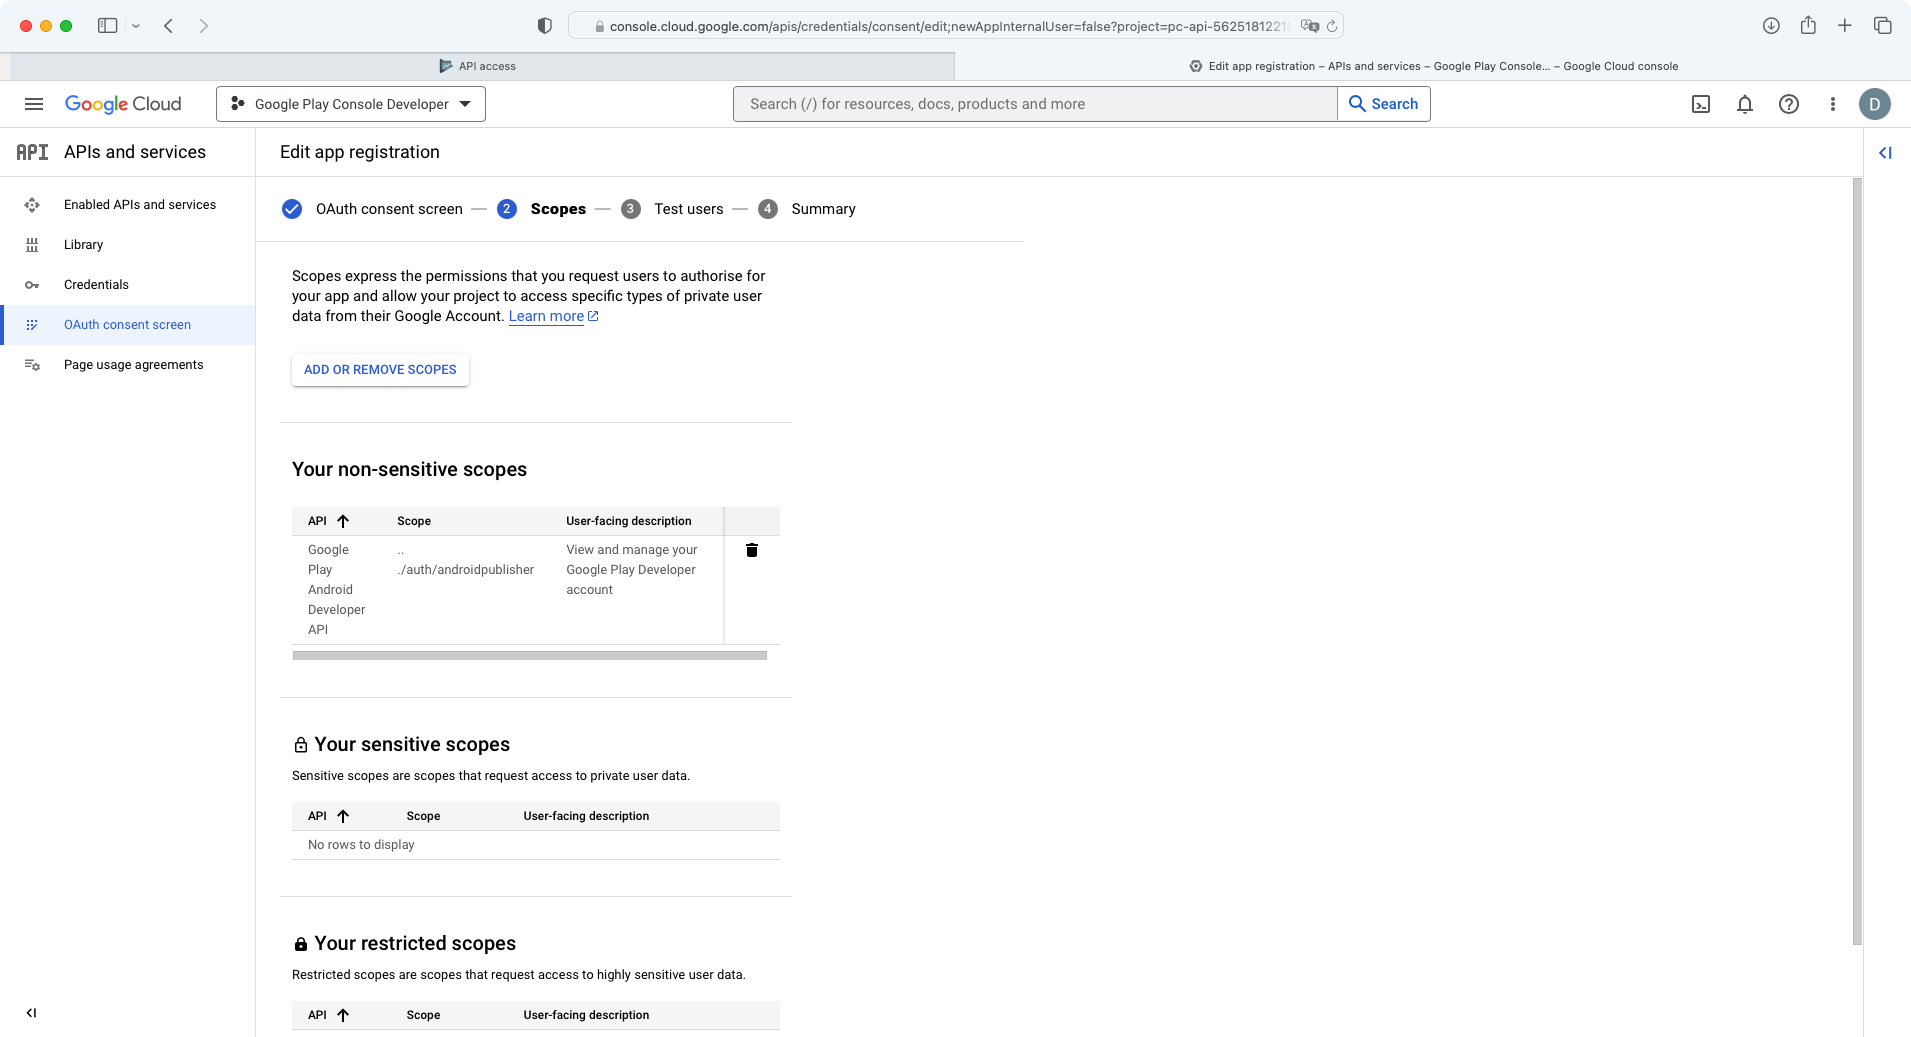 console.cloud.google.com/apis/credentials/consent/edit;newAppInternalUser=false?project=pc-api-562518122
API access
Edit app registration – APIs and services – Google Play Console... – Google Cloud console
Google Cloud
Google Play Console Developer
Search (/) for resources, docs, products and more
Search
D
API APIs and services
Edit app registration
Enabled APIs and services
Library
Credentials
OAuth consent screen
Page usage agreements
OAuth consent screen — 2 Scopes — 3 Test users — 4 Summary
Scopes express the permissions that you request users to authorise for
your app and allow your project to access specific types of private user
data from their Google Account. Learn more
ADD OR REMOVE SCOPES
Your non-sensitive scopes
API Scope User-facing description
Google
Play
Android
Developer
API
..
./auth/androidpublisher
View and manage your
Google Play Developer
account
Your sensitive scopes
Sensitive scopes are scopes that request access to private user data.
API Scope User-facing description
No rows to display
Your restricted scopes
Restricted scopes are scopes that request access to highly sensitive user data.
API Scope User-facing description